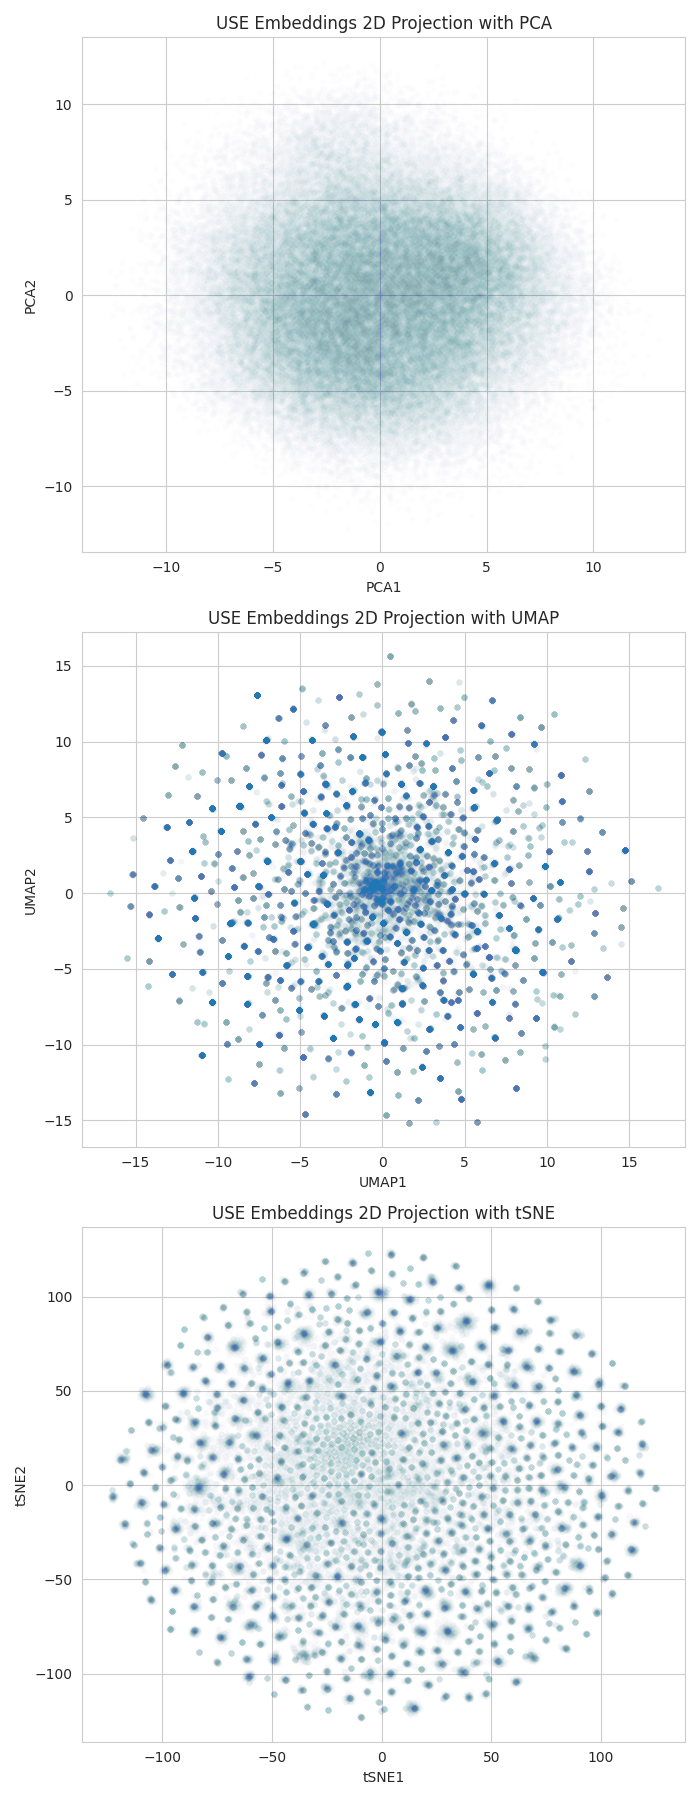 USE Embeddings 2D Projection with PCA
10
5
0
−5
−10
PCA2
−10 −5 0 5 10
PCA1
USE Embeddings 2D Projection with UMAP
15
10
5
0
−5
−10
−15
UMAP2
−15 −10 −5 0 5 10 15
UMAP1
USE Embeddings 2D Projection with tSNE
100
50
0
−50
−100
tSNE2
−100 −50 0 50 100
tSNE1